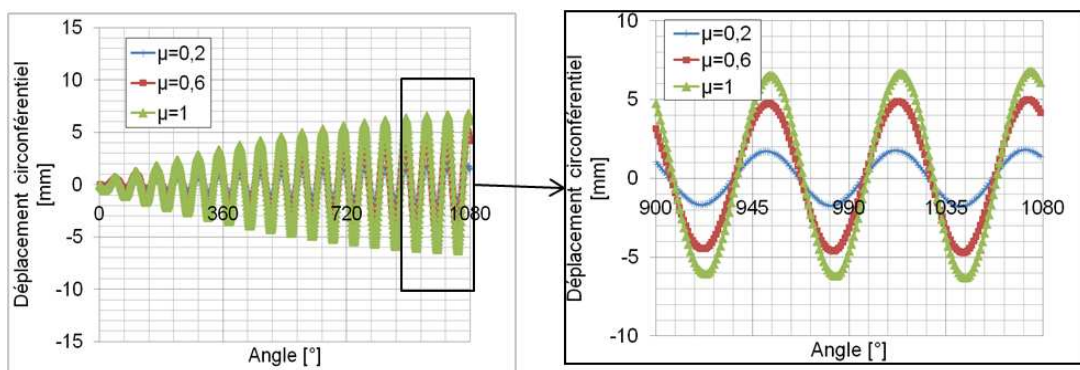 15
10
5
0
-5
-10
-15
Déplacement circonférentiel
[mm]
μ=0,2
μ=0,6
μ=1
0
360
720
1080
Angle [°]
10
5
0
-5
-10
Déplacement circonférentiel
[mm]
μ=0,2
μ=0,6
μ=1
900
945
990
1035
1080
Angle [°]